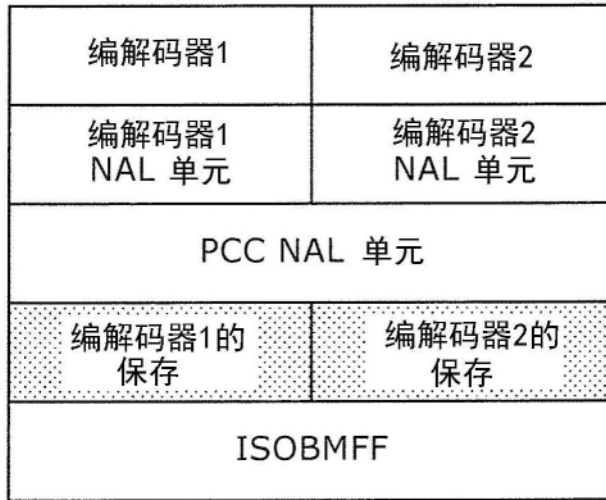 编解码器1
编解码器2
编解码器1
NAL 单元
编解码器2
NAL 单元
PCC NAL 单元
编解码器1的
保存
编解码器2的
保存
ISOBMFF